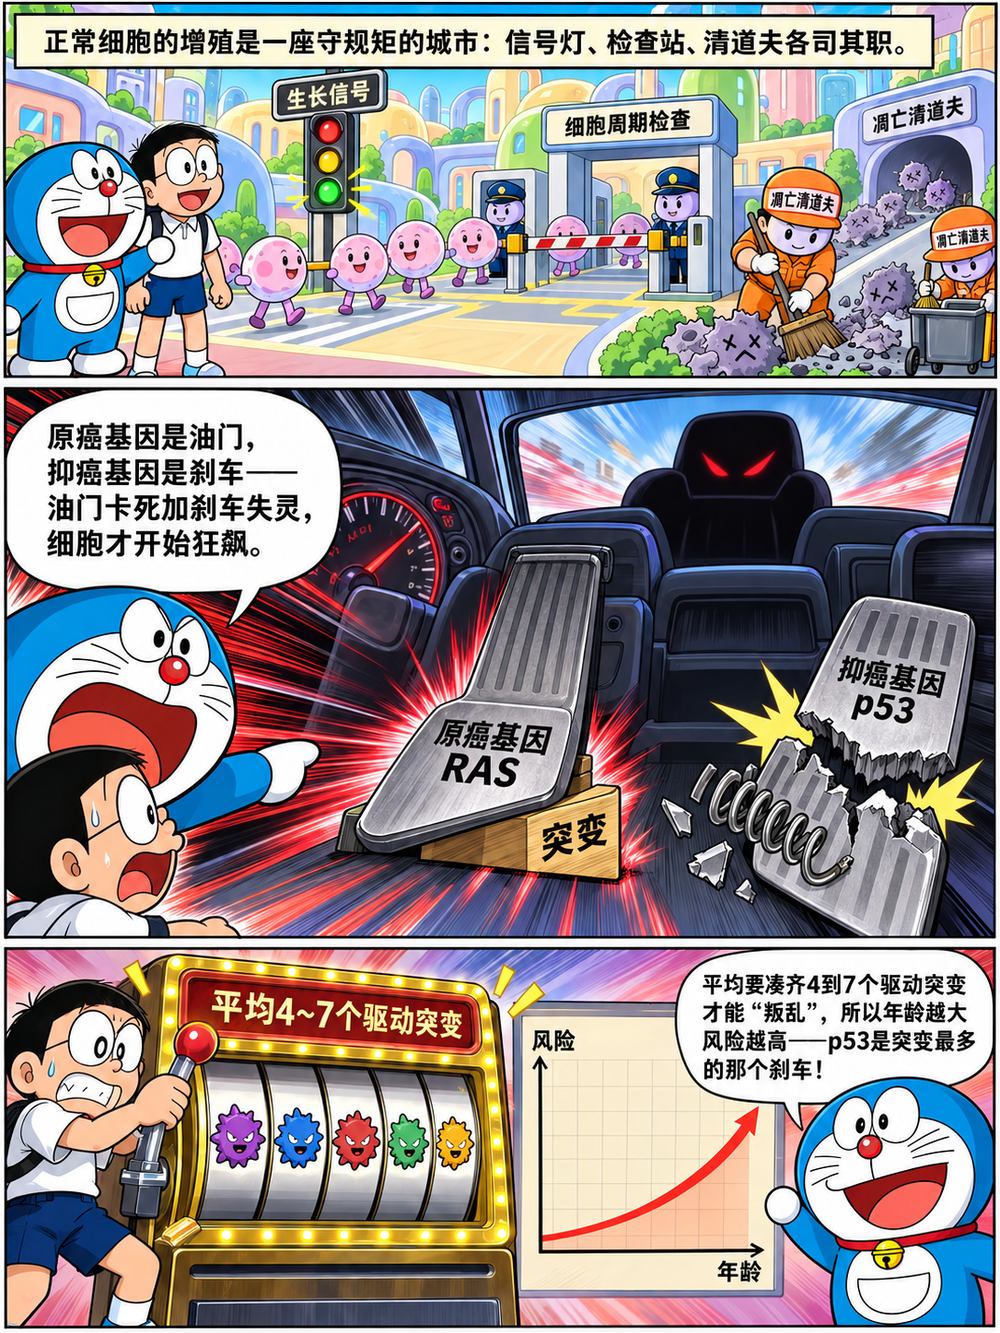 正常细胞的增殖是一座守规矩的城市：信号灯、检查站、清道夫各司其职。
生长信号
细胞周期检查
凋亡清道夫
凋亡清道夫
凋亡清道夫
原癌基因是油门，
抑癌基因是刹车——
油门卡死加刹车失灵，
细胞才开始狂飙。
原癌基因
RAS
突变
抑癌基因
p53
平均4~7个驱动突变
风险
年龄
平均要凑齐4到7个驱动突变
才能“叛乱”，所以年龄越大
风险越高——p53是突变最多
的那个刹车！